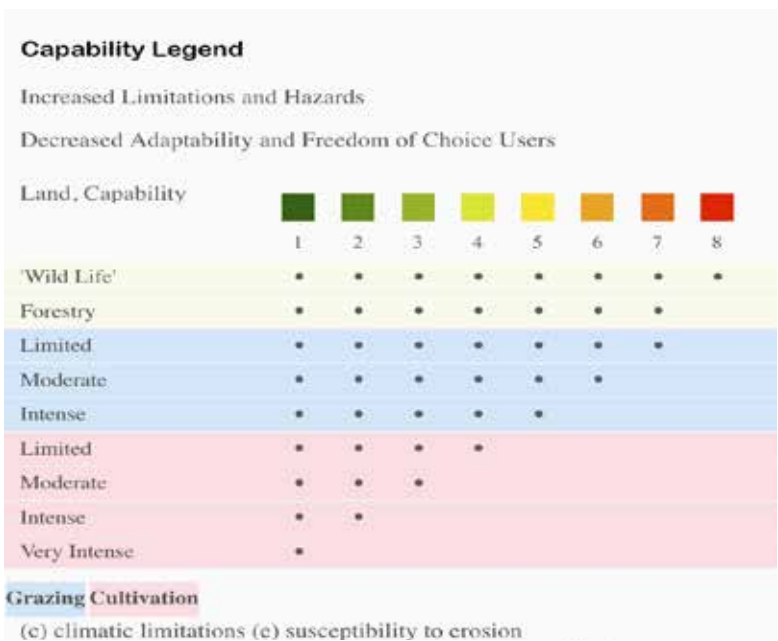 Capability Legend
Increased Limitations and Hazards
Decreased Adaptability and Freedom of Choice Users
Land, Capability
1 2 3 4 5 6 7 8
'Wild Life'
Forestry
Limited
Moderate
Intense
Limited
Moderate
Intense
Very Intense
Grazing Cultivation
(c) climatic limitations (e) susceptibility to erosion